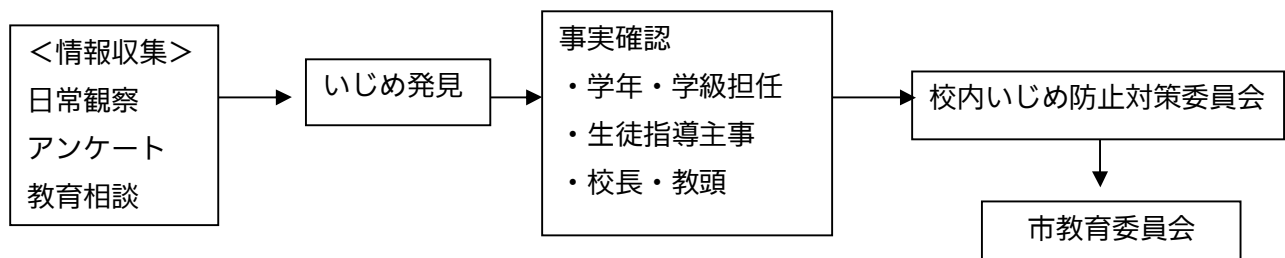 ＜情報収集＞
日常観察
アンケート
教育相談
いじめ発見
事実確認
・学年・学級担任
・生徒指導主事
・校長・教頭
校内いじめ防止対策委員会
市教育委員会